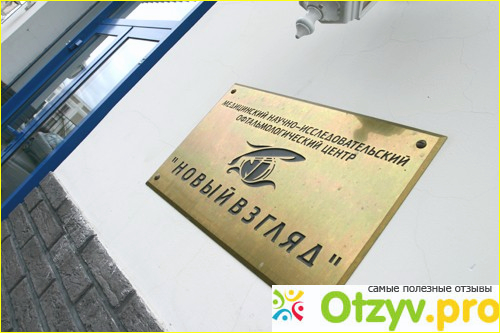 МЕДИЦИНСКИЙ НАУЧНО-ИССЛЕДОВАТЕЛЬСКИЙ
ОФТАЛЬМОЛОГИЧЕСКИЙ ЦЕНТР
"НОВЫЙ ВЗГЛЯД"
самые полезные отзывы
Otzyv.pro